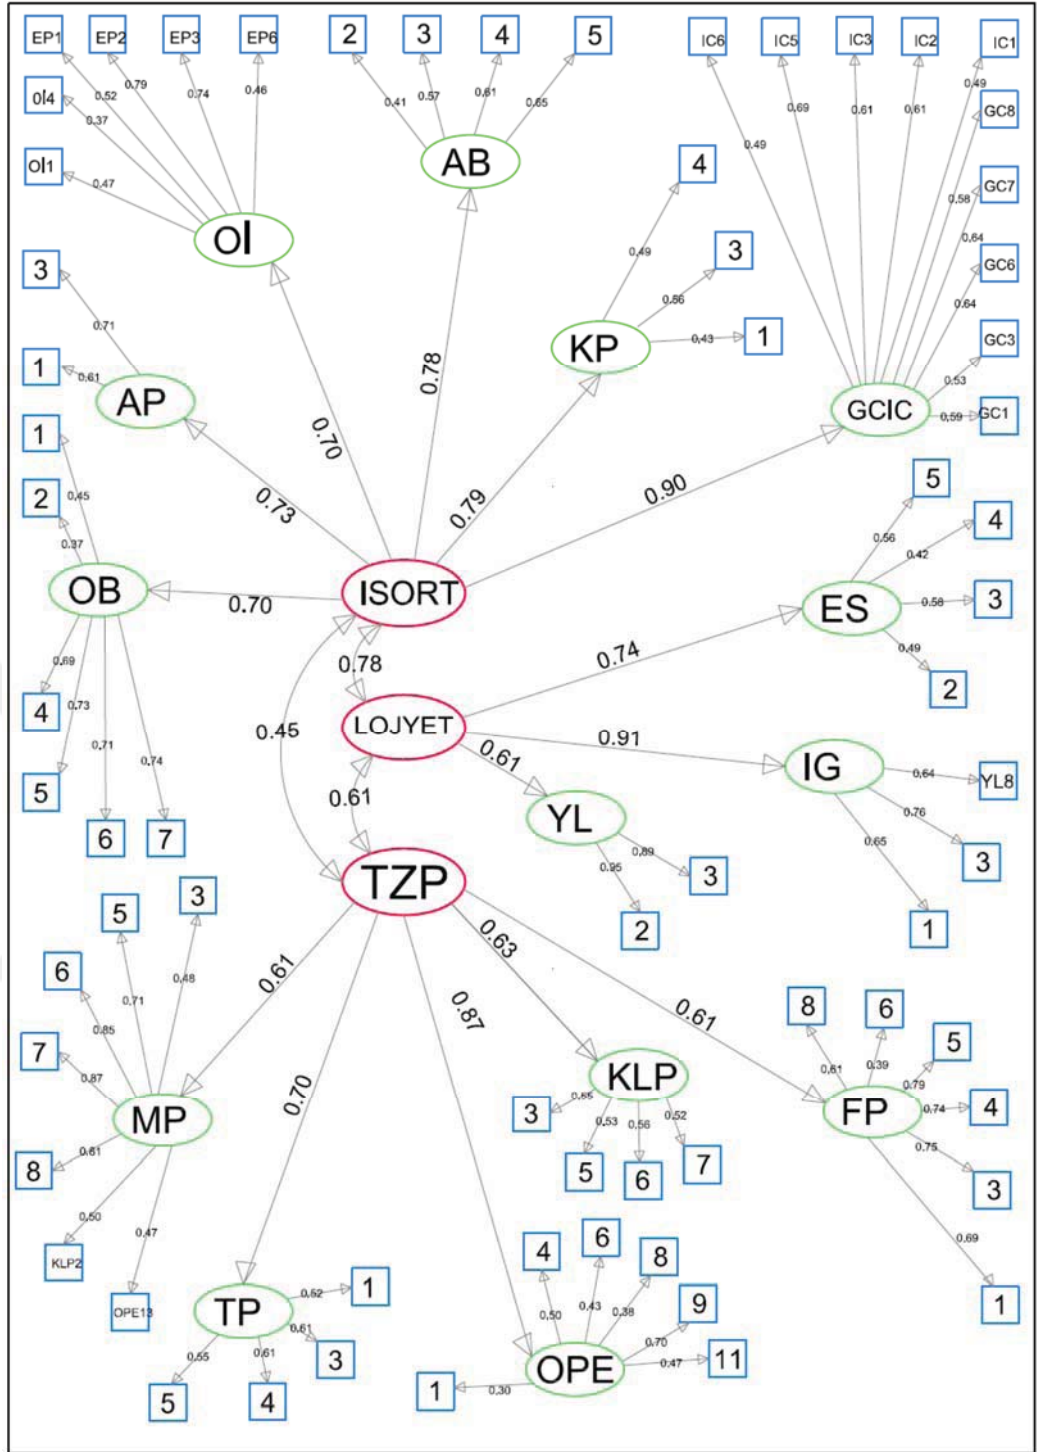 EP1 EP2 EP3 EP6 2 3 4 5 IC6 IC5 IC3 IC2 IC1
0.52 0.79 0.74 0.46 0.41 0.57 0.61 0.65 0.49 0.69 0.61 0.61 0.49
OI4 0.37 GC8
OI1 0.47 AB 4 0.58 GC7
OI 0.49 3 0.64 GC6
3 0.71 0.56 0.64
1 0.61 KP 0.43 1 GC3
AP 0.78 0.53
1 0.70 GCIC 0.59 GC1
2 0.45 0.73 0.79 0.90 5
0.37 0.56 4
OB 0.70 ISORT 0.42
ES 0.58 3
0.69 0.78 0.74 0.49
4 0.73 0.45 LOJYET 2
0.71 0.74 0.61 0.91
5 0.61 YL IG 0.64 YL8
6 7 0.95 0.89 0.65 0.76
TZP 3 3
3 2 1
5 0.48 0.61 0.63
6 0.71 0.87 0.61 8 6
0.85 0.61 0.39 5
7 0.87 0.79
MP 0.70 KLP FP 0.74 4
0.61 3 0.53 0.56 0.52 0.75
8 5 6 7 3
0.50 0.47 0.69
KLP2 4 6 8
OPE13 TP 0.52 1 0.50 0.43 0.38 9 1
0.55 0.61 0.61 3 0.70
5 4 1 0.30 OPE 0.47 11